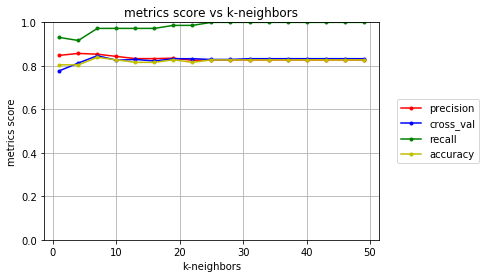 metrics score vs k-neighbors
1.0
0.8
0.6
0.4
0.2
0.0
metrics score
0 10 20 30 40 50
k-neighbors
precision
cross_val
recall
accuracy